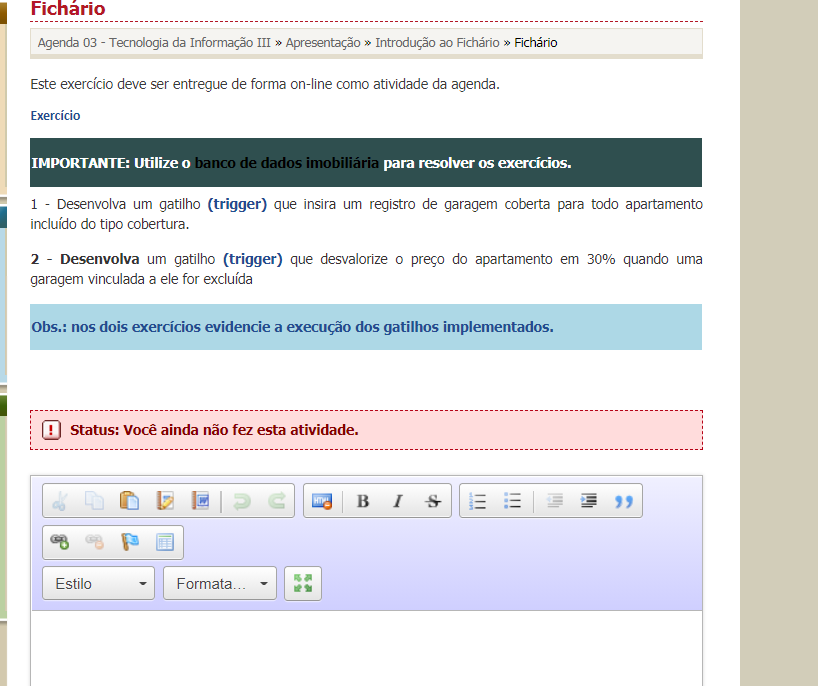 Fichário
Agenda 03 - Tecnologia da Informação III » Apresentação » Introdução ao Fichário » Fichário
Este exercício deve ser entregue de forma on-line como atividade da agenda.
Exercício
IMPORTANTE: Utilize o banco de dados imobiliária para resolver os exercícios.
1 - Desenvolva um gatilho (trigger) que insira um registro de garagem coberta para todo apartamento
incluído do tipo cobertura.
2 - Desenvolva um gatilho (trigger) que desvalorize o preço do apartamento em 30% quando uma
garagem vinculada a ele for excluída
Obs.: nos dois exercícios evidencie a execução dos gatilhos implementados.
Status: Você ainda não fez esta atividade.
HTML B I S
Estilo Formata...